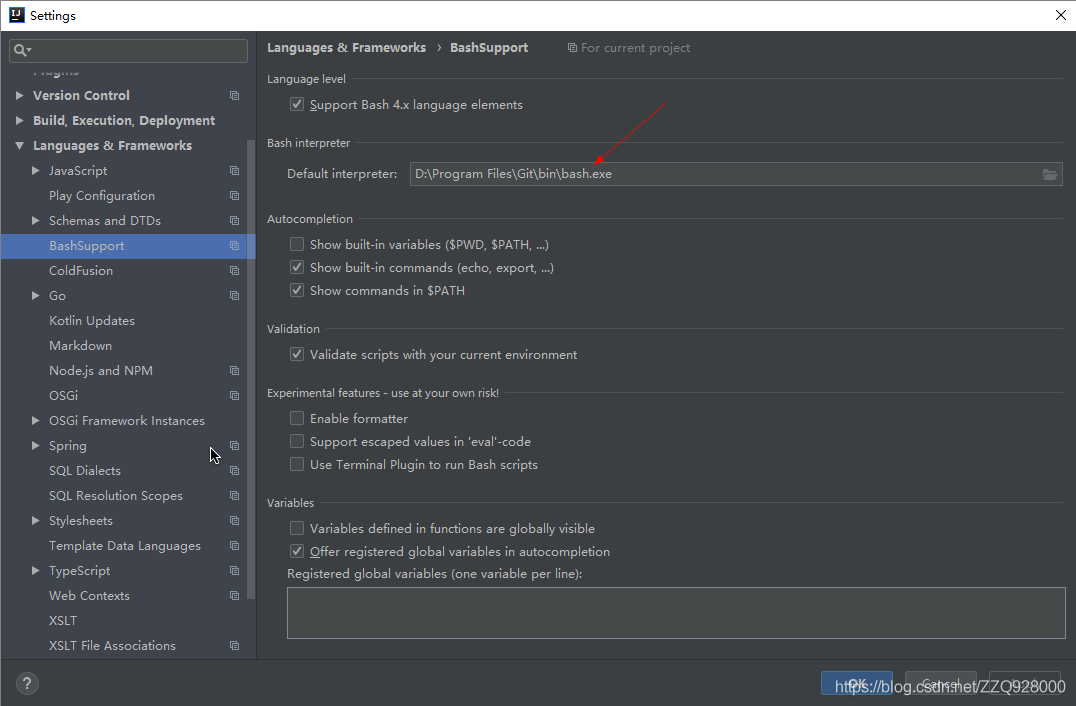 Settings
Plugins
Version Control
Build, Execution, Deployment
Languages & Frameworks
JavaScript
Play Configuration
Schemas and DTDs
BashSupport
ColdFusion
Go
Kotlin Updates
Markdown
Node.js and NPM
OSGi
OSGi Framework Instances
Spring
SQL Dialects
SQL Resolution Scopes
Stylesheets
Template Data Languages
TypeScript
Web Contexts
XSLT
XSLT File Associations
Languages & Frameworks › BashSupport For current project
Language level
Support Bash 4.x language elements
Bash interpreter
Default interpreter: D:\Program Files\Git\bin\bash.exe
Autocompletion
Show built-in variables ($PWD, $PATH, ...)
Show built-in commands (echo, export, ...)
Show commands in $PATH
Validation
Validate scripts with your current environment
Experimental features - use at your own risk!
Enable formatter
Support escaped values in 'eval'-code
Use Terminal Plugin to run Bash scripts
Variables
Variables defined in functions are globally visible
Offer registered global variables in autocompletion
Registered global variables (one variable per line):
?
OK Cancel
https://blog.csdn.net/ZZQ928000